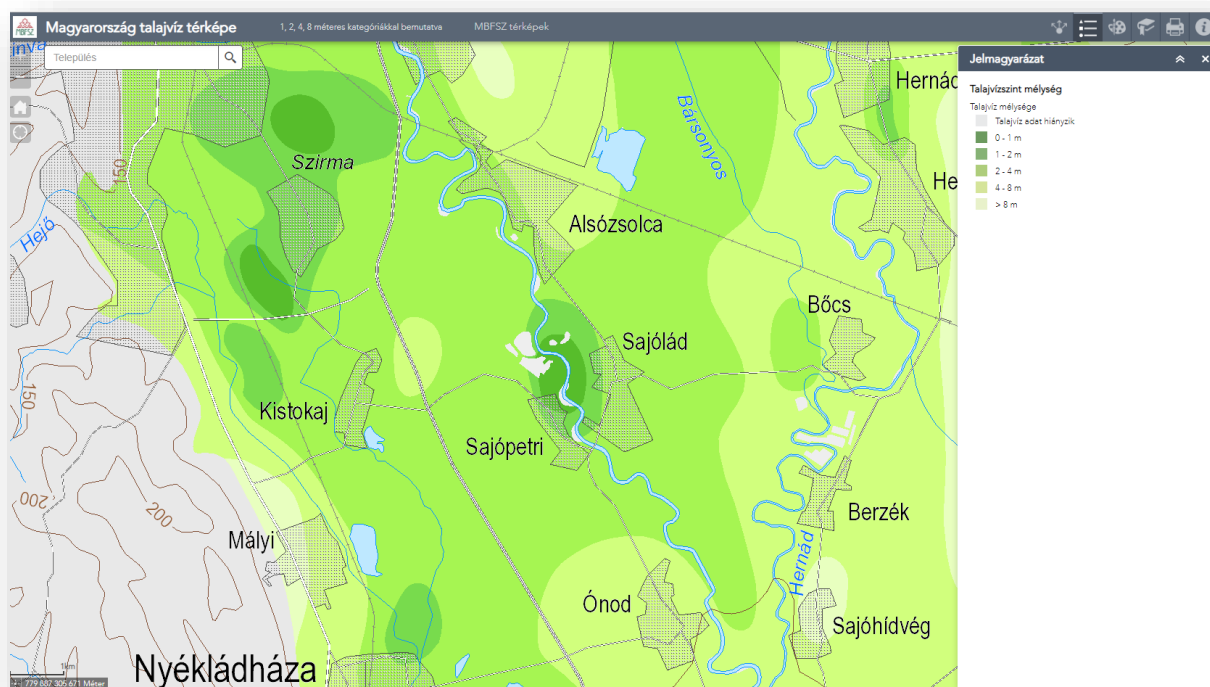 MBFSZ
Magyarország talajvíz térképe
1, 2, 4, 8 méteres kategóriákkal bemutatva
MBFSZ térképek
Település
Jelmagyarázat
Talajvízszint mélység
Talajvíz mélysége
Talajvíz adat hiányzik
0 - 1 m
1 - 2 m
2 - 4 m
4 - 8 m
> 8 m
Hernád
Bársonyos
150
Szirma
He
Hejő
Alsózsolca
Bőcs
Sajólád
150
Kistokaj
Sajópetri
200
200
Berzék
Mályi
Hernád
Ónod
Sajóhídvég
Nyékládháza
1km
779 887 305 671 Méter